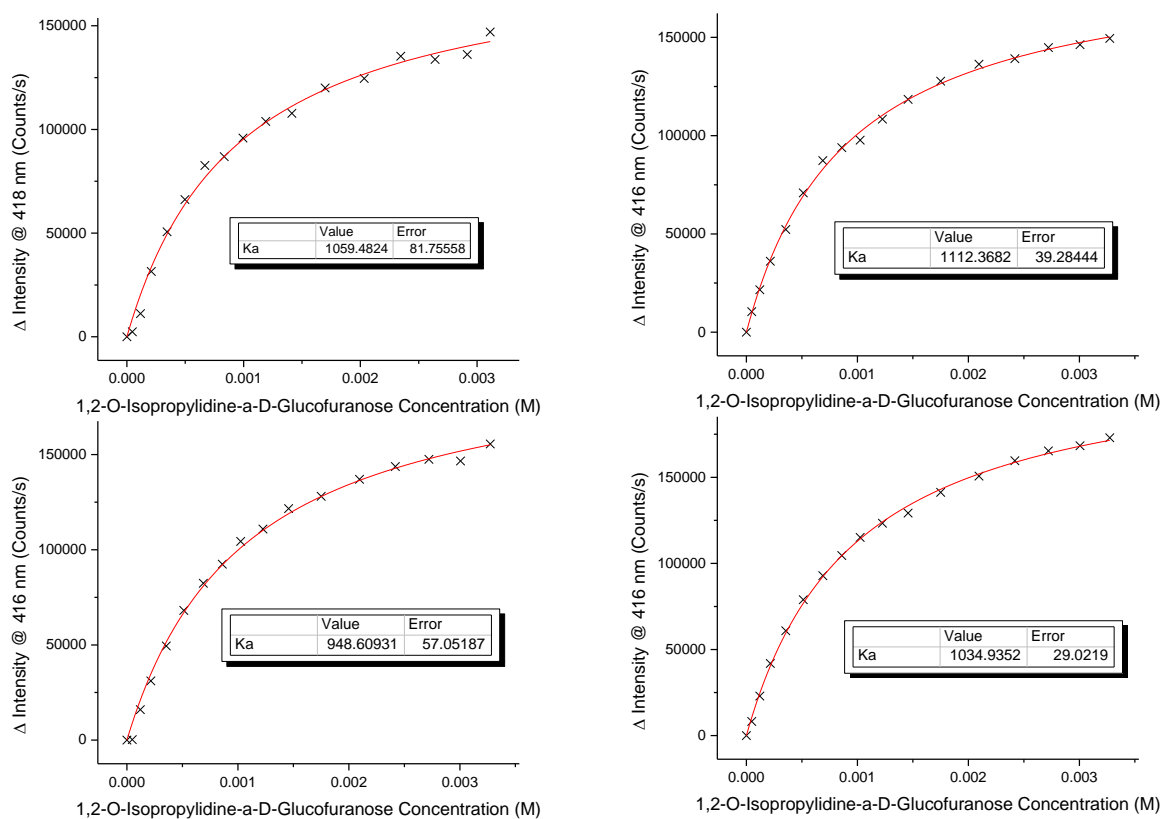 150000
100000
50000
0
Δ Intensity @ 418 nm (Counts/s)
Value Error
Ka 1059.4824 81.75558
0.000 0.001 0.002 0.003
1,2-O-Isopropylidine-a-D-Glucofuranose Concentration (M)
150000
100000
50000
0
Δ Intensity @ 416 nm (Counts/s)
Value Error
Ka 1112.3682 39.28444
0.000 0.001 0.002 0.003
1,2-O-Isopropylidine-a-D-Glucofuranose Concentration (M)
150000
100000
50000
0
Δ Intensity @ 416 nm (Counts/s)
Value Error
Ka 948.60931 57.05187
0.000 0.001 0.002 0.003
1,2-O-Isopropylidine-a-D-Glucofuranose Concentration (M)
150000
100000
50000
0
Δ Intensity @ 416 nm (Counts/s)
Value Error
Ka 1034.9352 29.0219
0.000 0.001 0.002 0.003
1,2-O-Isopropylidine-a-D-Glucofuranose Concentration (M)